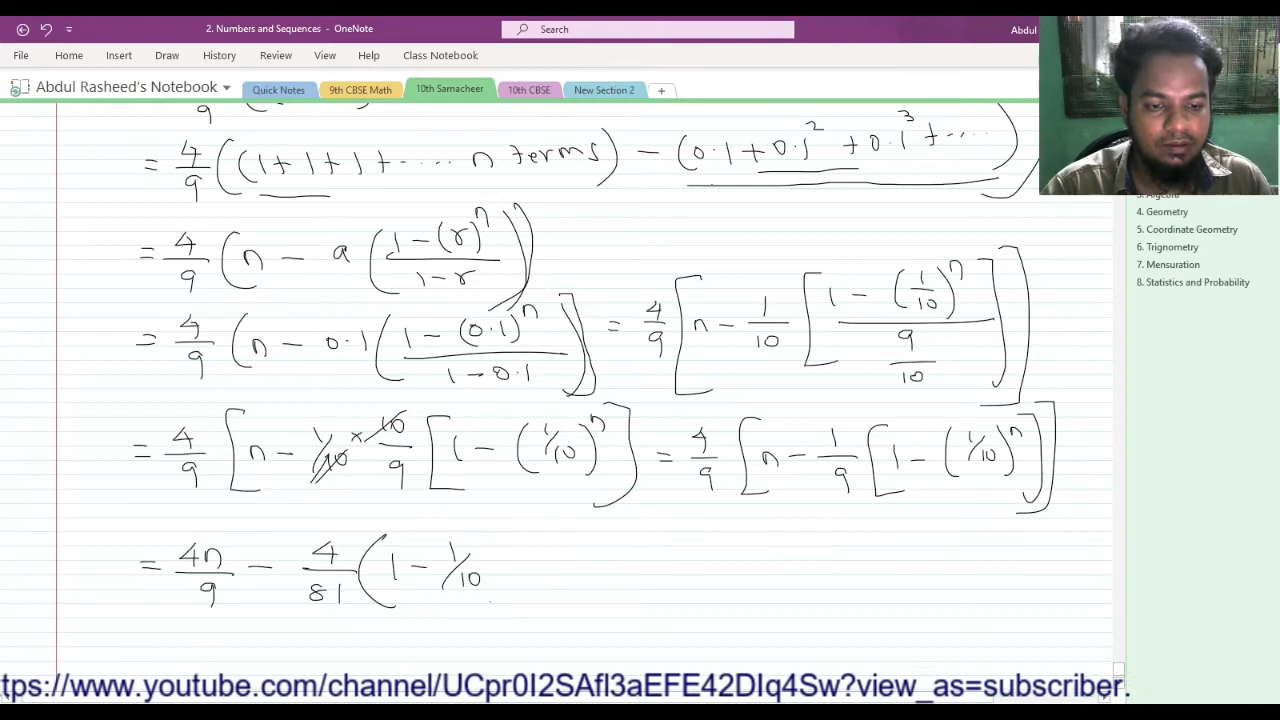 2. Numbers and Sequences - OneNote
Search
Abdul
File Home Insert Draw History Review View Help Class Notebook
Abdul Rasheed's Notebook
Quick Notes 9th CBSE Math 10th Samacheer 10th CBSE New Section 2 +
9
= 4/9 ((1+1+1+ ···· n terms) − (0.1 + 0.1² + 0.1³ + ····))
= 4/9 (n − a (1−(r)ⁿ / 1−r))
= 4/9 (n − 0.1 (1 − (0.1)ⁿ / 1−0.1)) = 4/9 [n − 1/10 [1 − (1/10)ⁿ / 9/10]]
= 4/9 [n − 1/10 × 10/9 [1 − (1/10)ⁿ] = 4/9 [n − 1/9 [1 − (1/10)ⁿ]]
= 4n/9 − 4/81 (1 − 1/10
4. Geometry
5. Coordinate Geometry
6. Trignometry
7. Mensuration
8. Statistics and Probability
ttps://www.youtube.com/channel/UCpr0I2SAfl3aEFE42DIq4Sw?view_as=subscriber.